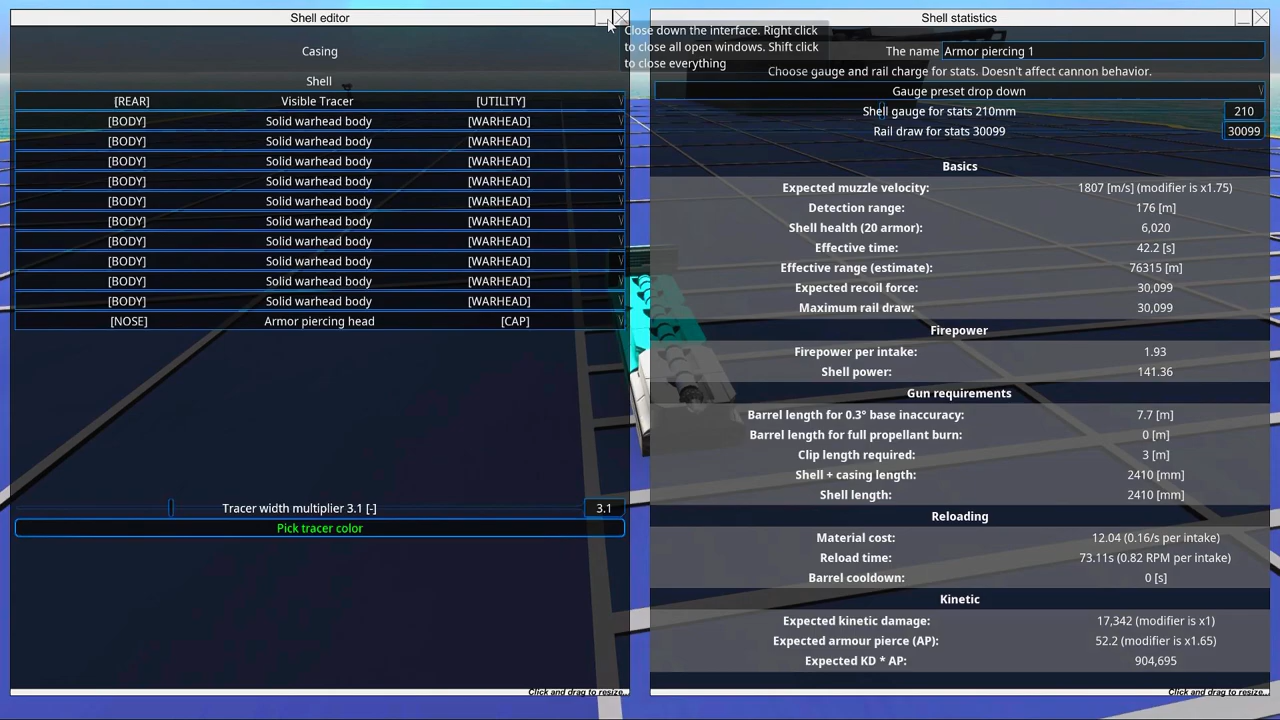 Shell editor
Close down the interface. Right click
to close all open windows. Shift click
to close everything
Casing
Shell
[REAR] Visible Tracer [UTILITY]
[BODY] Solid warhead body [WARHEAD]
[BODY] Solid warhead body [WARHEAD]
[BODY] Solid warhead body [WARHEAD]
[BODY] Solid warhead body [WARHEAD]
[BODY] Solid warhead body [WARHEAD]
[BODY] Solid warhead body [WARHEAD]
[BODY] Solid warhead body [WARHEAD]
[BODY] Solid warhead body [WARHEAD]
[BODY] Solid warhead body [WARHEAD]
[BODY] Solid warhead body [WARHEAD]
[NOSE] Armor piercing head [CAP]
Tracer width multiplier 3.1 [-] 3.1
Pick tracer color
Click and drag to resize...
Shell statistics
The name Armor piercing 1
Choose gauge and rail charge for stats. Doesn't affect cannon behavior.
Gauge preset drop down
Shell gauge for stats 210mm 210
Rail draw for stats 30099 30099
Basics
Expected muzzle velocity: 1807 [m/s] (modifier is x1.75)
Detection range: 176 [m]
Shell health (20 armor): 6,020
Effective time: 42.2 [s]
Effective range (estimate): 76315 [m]
Expected recoil force: 30,099
Maximum rail draw: 30,099
Firepower
Firepower per intake: 1.93
Shell power: 141.36
Gun requirements
Barrel length for 0.3° base inaccuracy: 7.7 [m]
Barrel length for full propellant burn: 0 [m]
Clip length required: 3 [m]
Shell + casing length: 2410 [mm]
Shell length: 2410 [mm]
Reloading
Material cost: 12.04 (0.16/s per intake)
Reload time: 73.11s (0.82 RPM per intake)
Barrel cooldown: 0 [s]
Kinetic
Expected kinetic damage: 17,342 (modifier is x1)
Expected armour pierce (AP): 52.2 (modifier is x1.65)
Expected KD * AP: 904,695
Click and drag to resize...